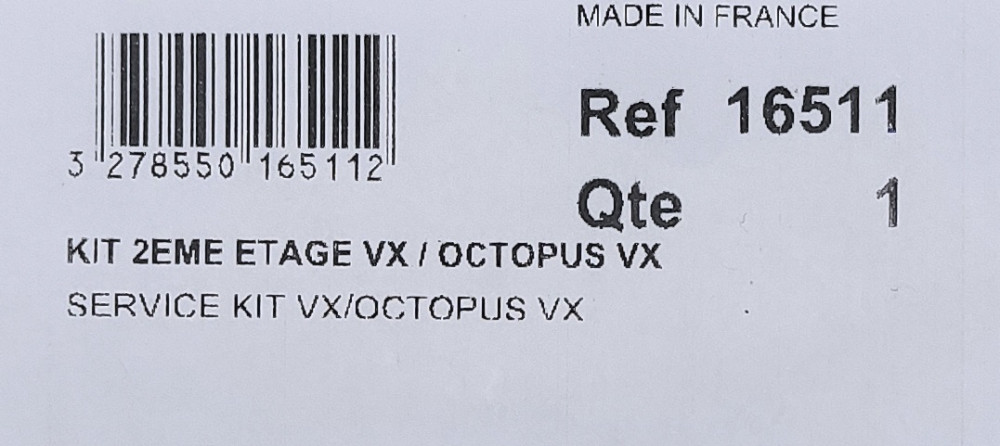 MADE IN FRANCE
Ref 16511
3 278550 165112
Qte 1
KIT 2EME ETAGE VX / OCTOPUS VX
SERVICE KIT VX/OCTOPUS VX